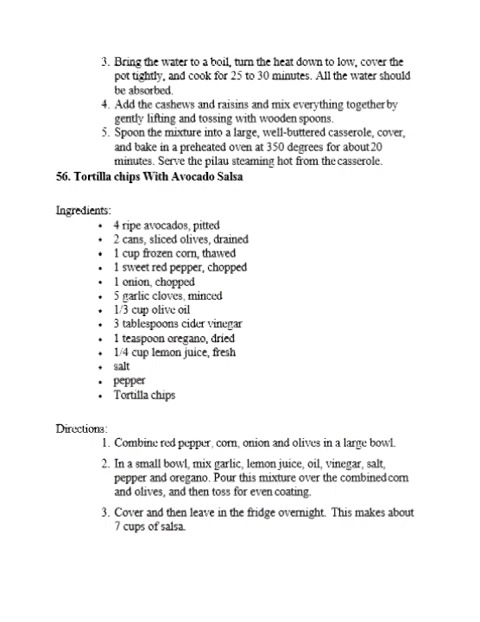 3. Bring the water to a boil, turn the heat down to low, cover the
pot tightly, and cook for 25 to 30 minutes. All the water should
be absorbed.
4. Add the cashews and raisins and mix everything together by
gently lifting and tossing with wooden spoons.
5. Spoon the mixture into a large, well-buttered casserole, cover,
and bake in a preheated oven at 350 degrees for about 20
minutes. Serve the pilau steaming hot from the casserole.
56. Tortilla chips With Avocado Salsa
Ingredients:
• 4 ripe avocados, pitted
• 2 cans, sliced olives, drained
• 1 cup frozen corn, thawed
• 1 sweet red pepper, chopped
• 1 onion, chopped
• 5 garlic cloves, minced
• 1/3 cup olive oil
• 3 tablespoons cider vinegar
• 1 teaspoon oregano, dried
• 1/4 cup lemon juice, fresh
• salt
• pepper
• Tortilla chips
Directions:
1. Combine red pepper, corn, onion and olives in a large bowl.
2. In a small bowl, mix garlic, lemon juice, oil, vinegar, salt,
pepper and oregano. Pour this mixture over the combined corn
and olives, and then toss for even coating.
3. Cover and then leave in the fridge overnight. This makes about
7 cups of salsa.